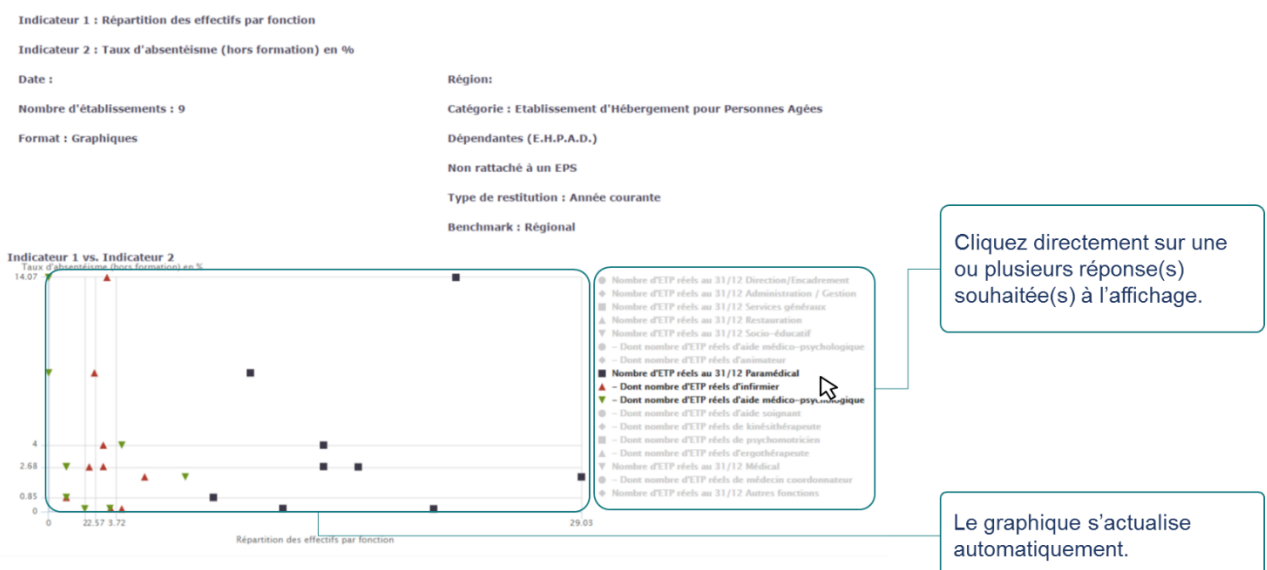 Indicateur 1 : Répartition des effectifs par fonction
Indicateur 2 : Taux d'absentéisme (hors formation) en %
Date :
Région:
Nombre d'établissements : 9
Catégorie : Etablissement d'Hébergement pour Personnes Agées
Format : Graphiques
Dépendantes (E.H.P.A.D.)
Non rattaché à un EPS
Type de restitution : Année courante
Benchmark : Régional
Indicateur 1 vs. Indicateur 2
Taux d'absentéisme (hors formation) en %
14.07
4
2.68
0.85
0
0
22.57 3.72
29.03
Répartition des effectifs par fonction
Nombre d'ETP réels au 31/12 Direction/Encadrement
Nombre d'ETP réels au 31/12 Administration / Gestion
Nombre d'ETP réels au 31/12 Services généraux
Nombre d'ETP réels au 31/12 Restauration
Nombre d'ETP réels au 31/12 Socio-éducatif
– Dont nombre d'ETP réels d'aide médico-psychologique
– Dont nombre d'ETP réels d'animateur
Nombre d'ETP réels au 31/12 Paramédical
– Dont nombre d'ETP réels d'infirmier
– Dont nombre d'ETP réels d'aide médico-psychologique
– Dont nombre d'ETP réels d'aide soignant
– Dont nombre d'ETP réels de kinésithérapeute
– Dont nombre d'ETP réels de psychomotricien
– Dont nombre d'ETP réels d'ergothérapeute
Nombre d'ETP réels au 31/12 Médical
– Dont nombre d'ETP réels de médecin coordonnateur
Nombre d'ETP réels au 31/12 Autres fonctions
Cliquez directement sur une
ou plusieurs réponse(s)
souhaitée(s) à l'affichage.
Le graphique s'actualise
automatiquement.